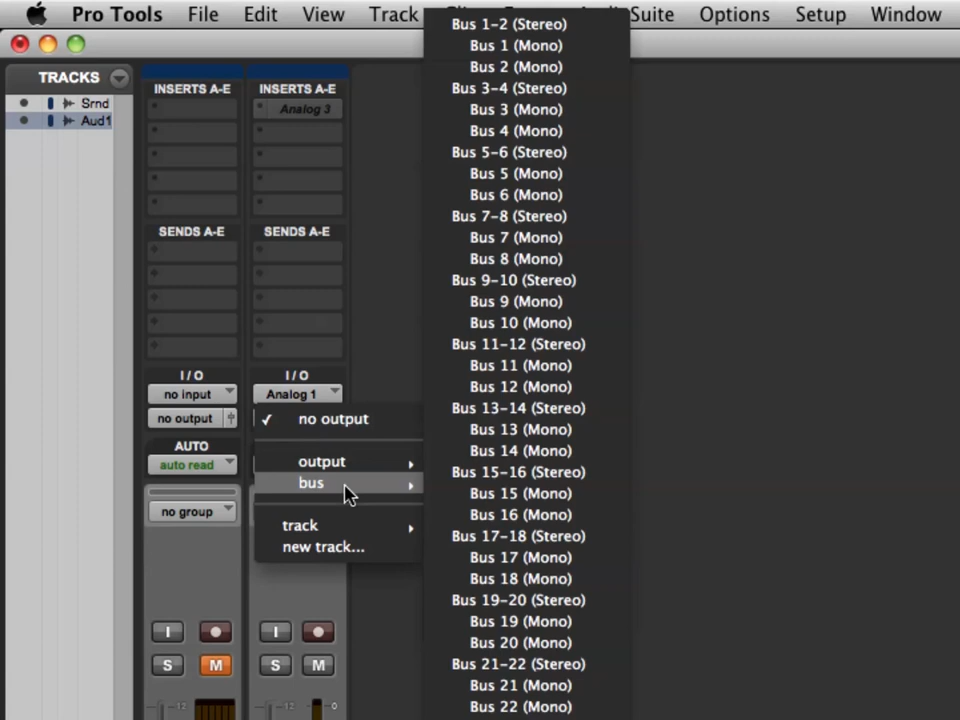 Pro Tools File Edit View Track Suite Options Setup Window
TRACKS
Srnd
Aud1
INSERTS A-E
SENDS A-E
I/O
no input
no output
AUTO
auto read
no group
I
S M
12
INSERTS A-E
Analog 3
SENDS A-E
I/O
Analog 1
✓ no output
output
bus
track
new track...
I
S M
12
0
Bus 1-2 (Stereo)
Bus 1 (Mono)
Bus 2 (Mono)
Bus 3-4 (Stereo)
Bus 3 (Mono)
Bus 4 (Mono)
Bus 5-6 (Stereo)
Bus 5 (Mono)
Bus 6 (Mono)
Bus 7-8 (Stereo)
Bus 7 (Mono)
Bus 8 (Mono)
Bus 9-10 (Stereo)
Bus 9 (Mono)
Bus 10 (Mono)
Bus 11-12 (Stereo)
Bus 11 (Mono)
Bus 12 (Mono)
Bus 13-14 (Stereo)
Bus 13 (Mono)
Bus 14 (Mono)
Bus 15-16 (Stereo)
Bus 15 (Mono)
Bus 16 (Mono)
Bus 17-18 (Stereo)
Bus 17 (Mono)
Bus 18 (Mono)
Bus 19-20 (Stereo)
Bus 19 (Mono)
Bus 20 (Mono)
Bus 21-22 (Stereo)
Bus 21 (Mono)
Bus 22 (Mono)